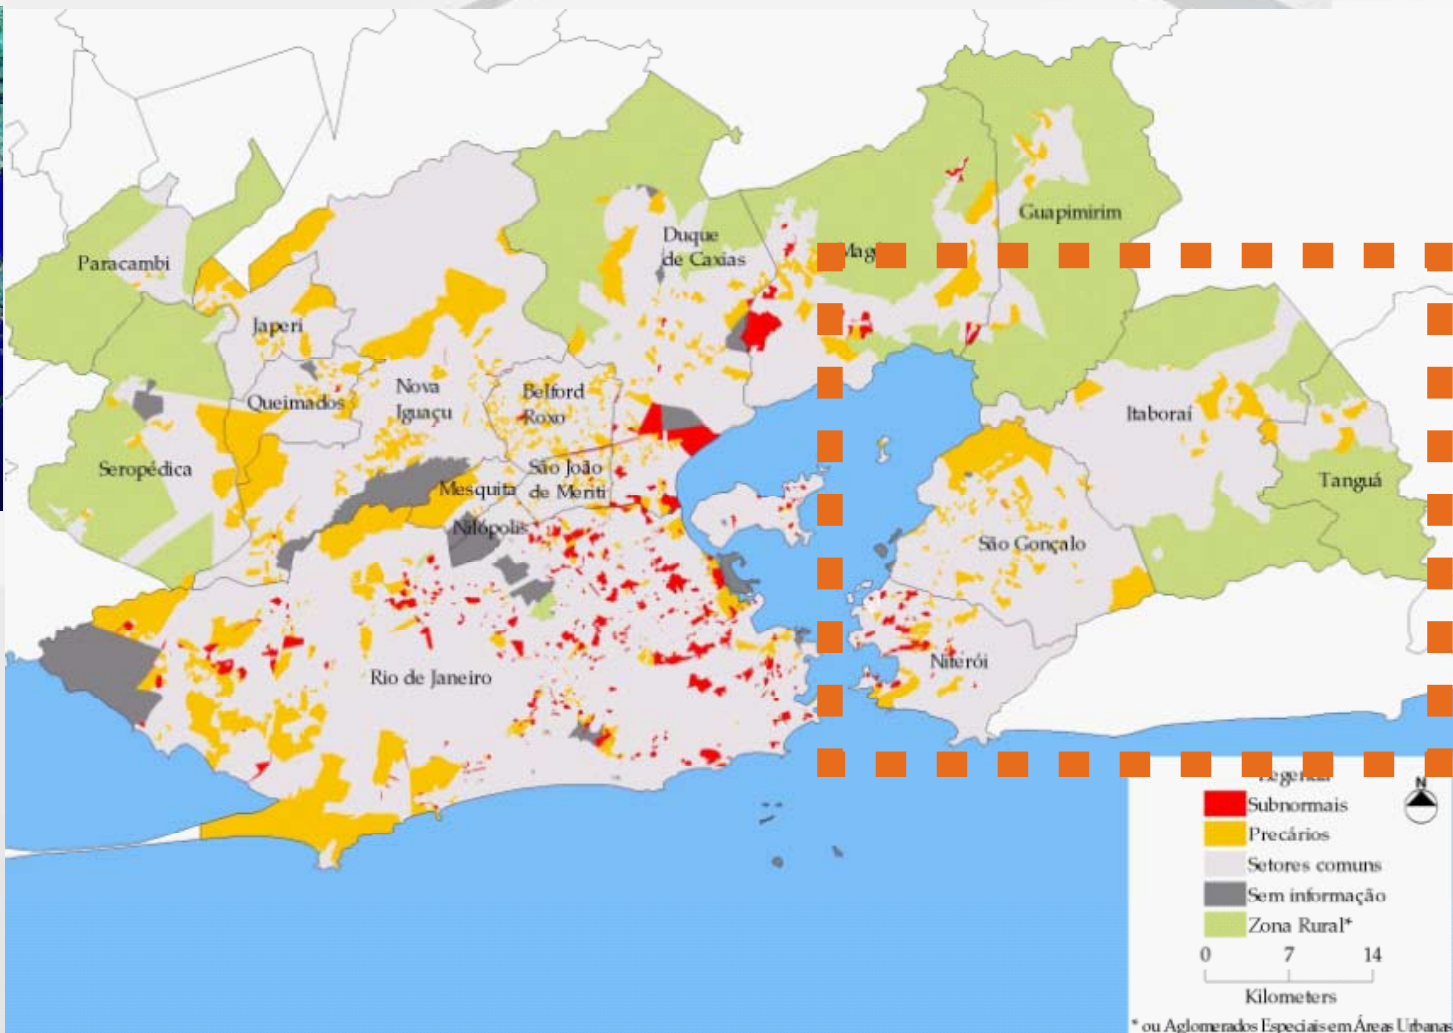 Guapimirim
Duque
de Caxias
Paracambi
Japeri
Nova
Iguaçu
Queimados
Belford
Roxo
Itaboraí
Seropédica
São João
de Meriti
Mesquita
Tanguá
Nilópolis
São Gonçalo
Niterói
Rio de Janeiro
Legenda
N
Subnormais
Precários
Setores comuns
Sem informação
Zona Rural*
0 7 14
Kilometers
* ou Aglomerados Especiais em Áreas Urbanas